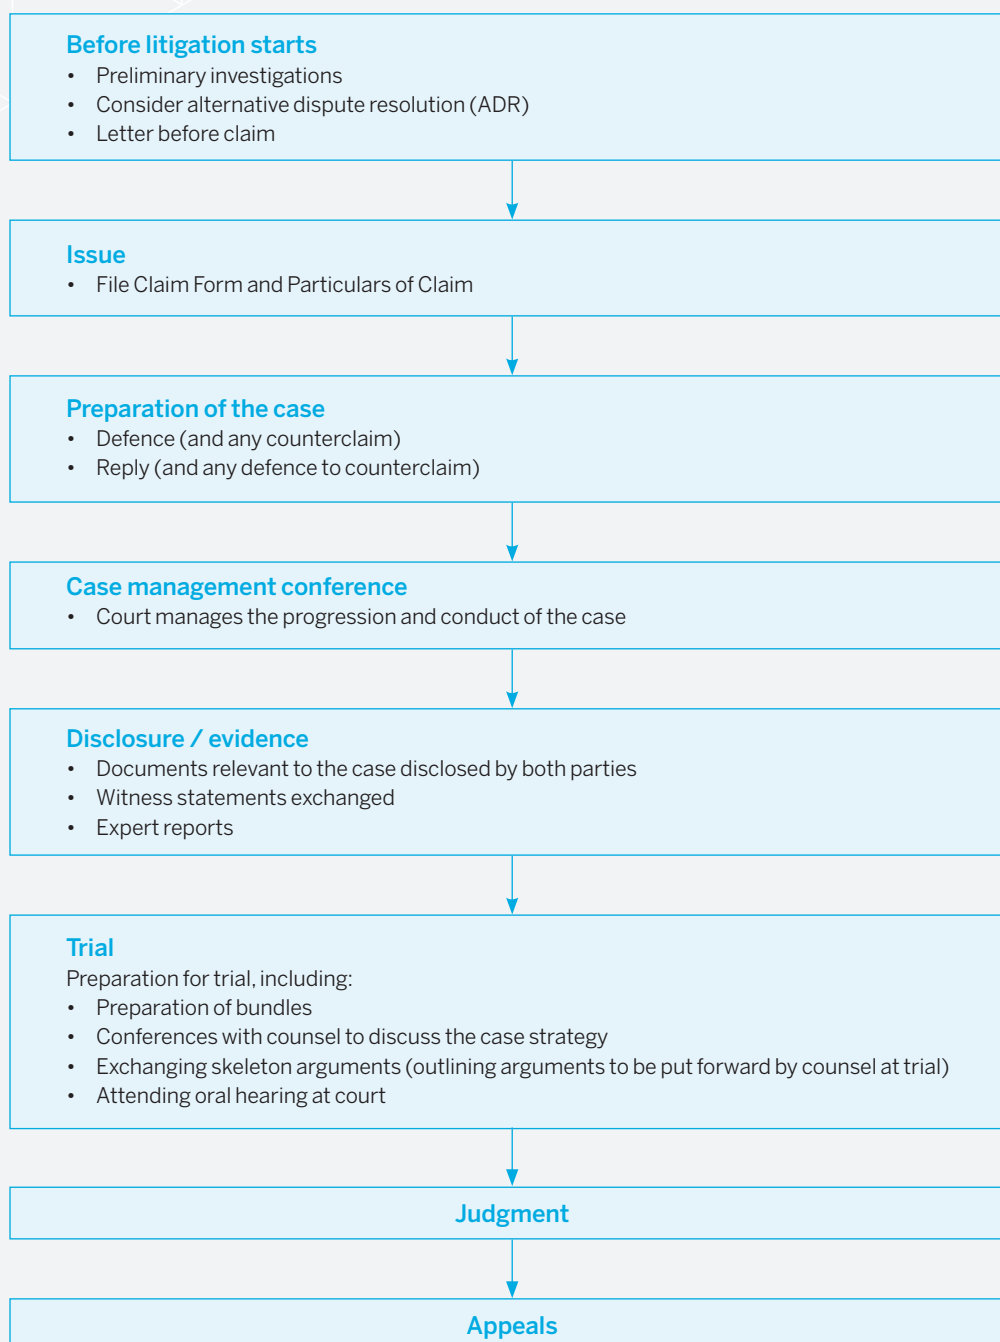 Before litigation starts
• Preliminary investigations
• Consider alternative dispute resolution (ADR)
• Letter before claim
Issue
• File Claim Form and Particulars of Claim
Preparation of the case
• Defence (and any counterclaim)
• Reply (and any defence to counterclaim)
Case management conference
• Court manages the progression and conduct of the case
Disclosure / evidence
• Documents relevant to the case disclosed by both parties
• Witness statements exchanged
• Expert reports
Trial
Preparation for trial, including:
• Preparation of bundles
• Conferences with counsel to discuss the case strategy
• Exchanging skeleton arguments (outlining arguments to be put forward by counsel at trial)
• Attending oral hearing at court
Judgment
Appeals